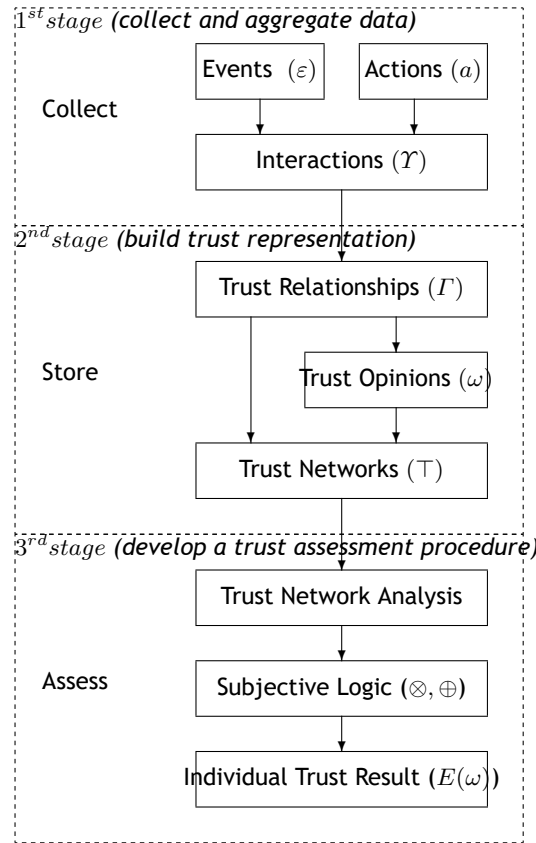 1^{st} stage (collect and aggregate data)
Events (ε) Actions (a)
Collect
Interactions (ϒ)
2^{nd} stage (build trust representation)
Trust Relationships (Γ)
Store
Trust Opinions (ω)
Trust Networks (⊤)
3^{rd} stage (develop a trust assessment procedure)
Trust Network Analysis
Assess
Subjective Logic (⊗, ⊕)
Individual Trust Result (E(ω))